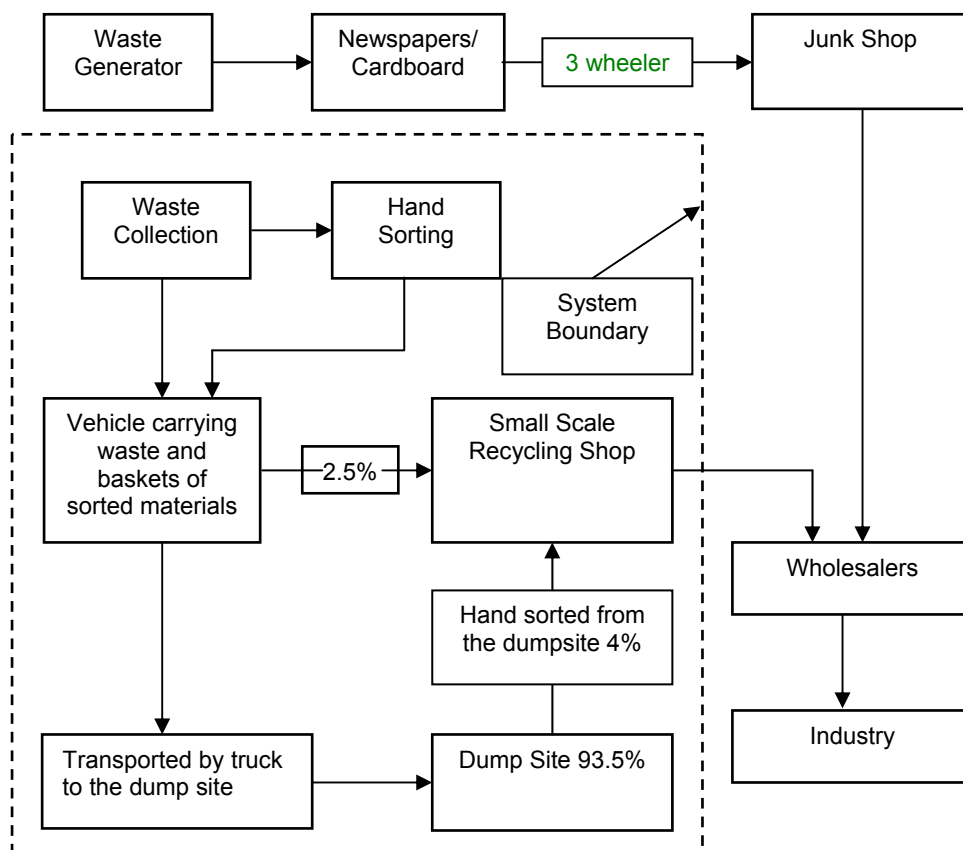 Waste
Generator
Newspapers/
Cardboard
3 wheeler
Junk Shop
Waste
Collection
Hand
Sorting
System
Boundary
Vehicle carrying
waste and
baskets of
sorted materials
2.5%
Small Scale
Recycling Shop
Wholesalers
Hand sorted from
the dumpsite 4%
Transported by truck
to the dump site
Dump Site 93.5%
Industry